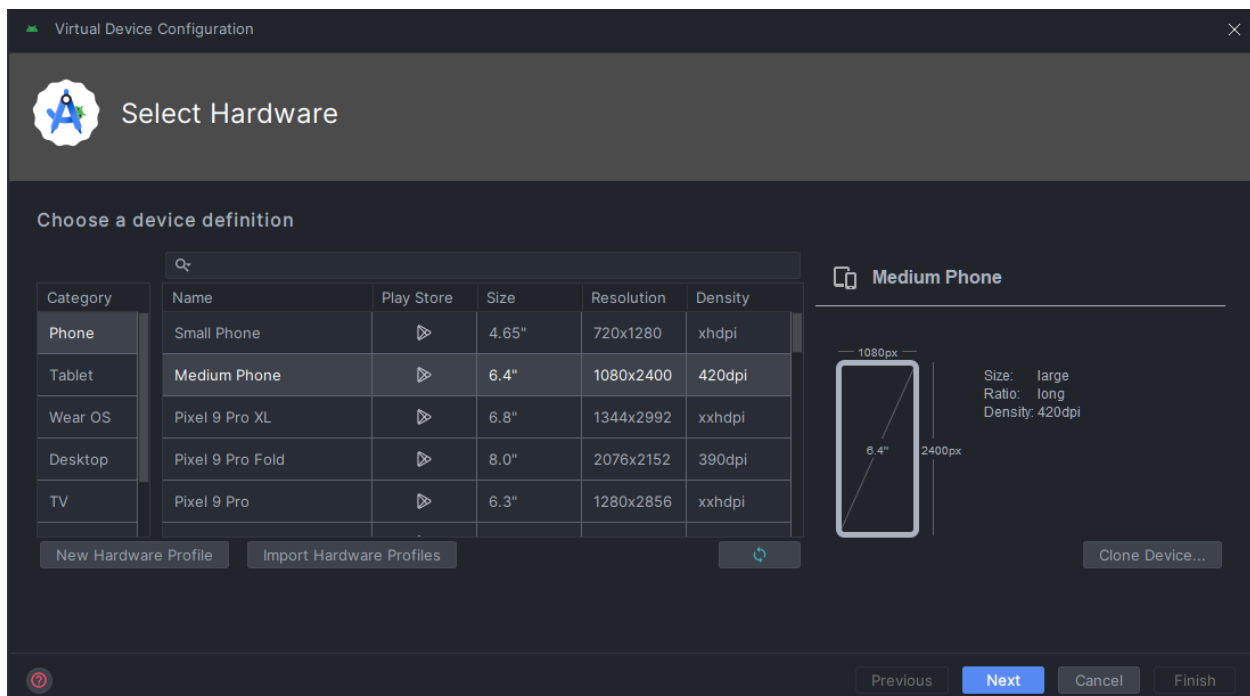 Virtual Device Configuration
Select Hardware
Choose a device definition
Category
Phone
Tablet
Wear OS
Desktop
TV
Name Play Store Size Resolution Density
Small Phone 4.65" 720x1280 xhdpi
Medium Phone 6.4" 1080x2400 420dpi
Pixel 9 Pro XL 6.8" 1344x2992 xxhdpi
Pixel 9 Pro Fold 8.0" 2076x2152 390dpi
Pixel 9 Pro 6.3" 1280x2856 xxhdpi
New Hardware Profile Import Hardware Profiles
Medium Phone
1080px
6.4" 2400px
Size: large
Ratio: long
Density: 420dpi
Clone Device...
? Previous Next Cancel Finish